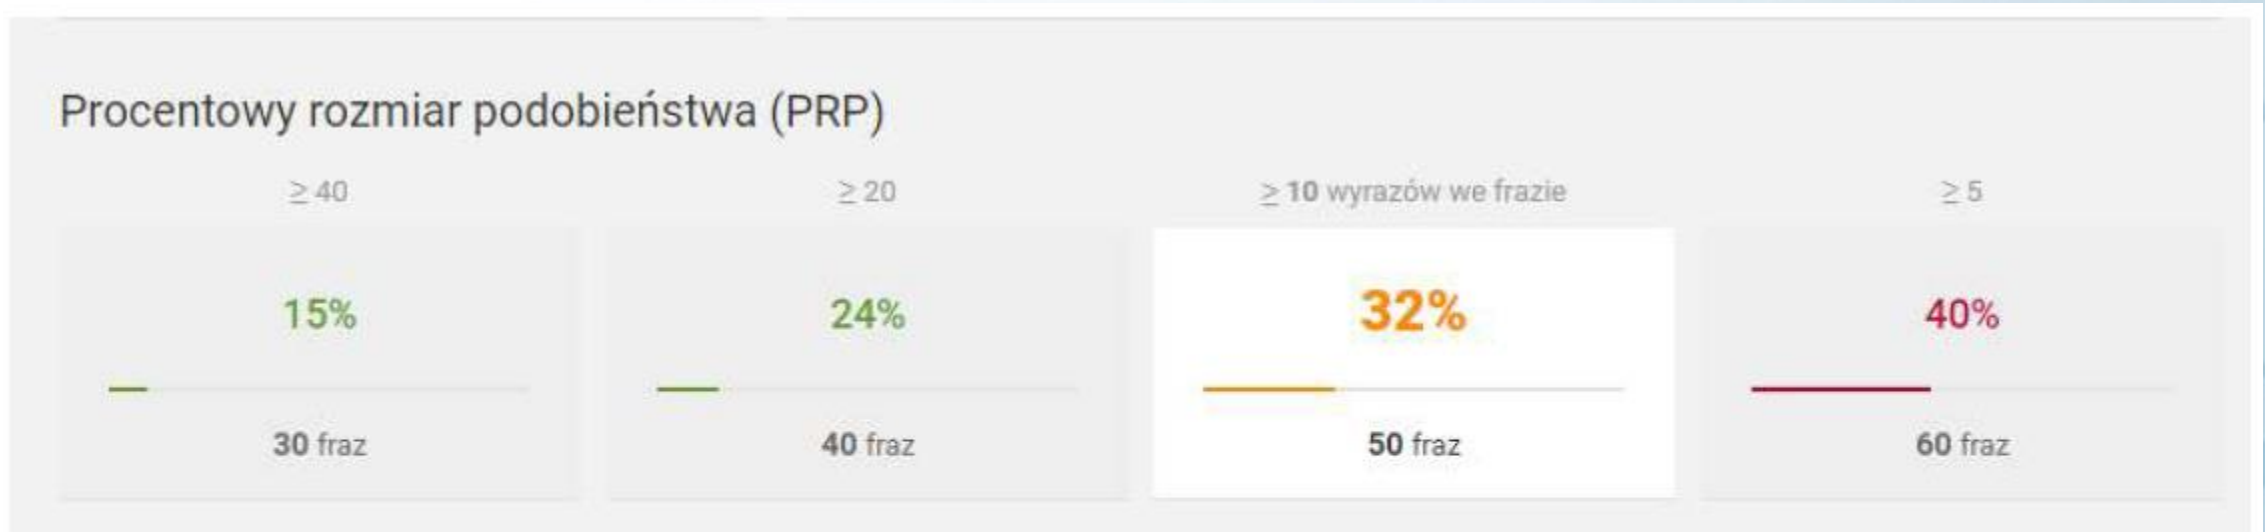 Procentowy rozmiar podobieństwa (PRP)
≥ 40
≥ 20
≥ 10 wyrazów we frazie
≥ 5
15%
24%
32%
40%
30 fraz
40 fraz
50 fraz
60 fraz